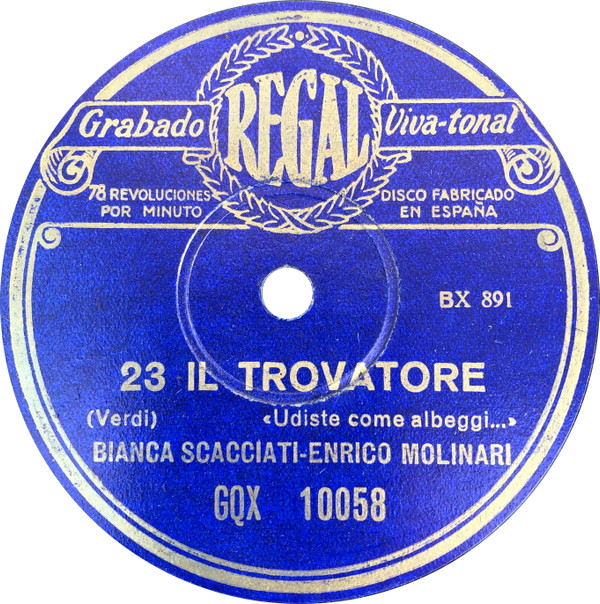 REGAL
Grabado Viva-tonal
78 REVOLUCIONES POR MINUTO
DISCO FABRICADO EN ESPAÑA
BX 891
23 IL TROVATORE
(Verdi) «Udiste come albeggi...»
BIANCA SCACCIATI-ENRICO MOLINARI
GQX 10058